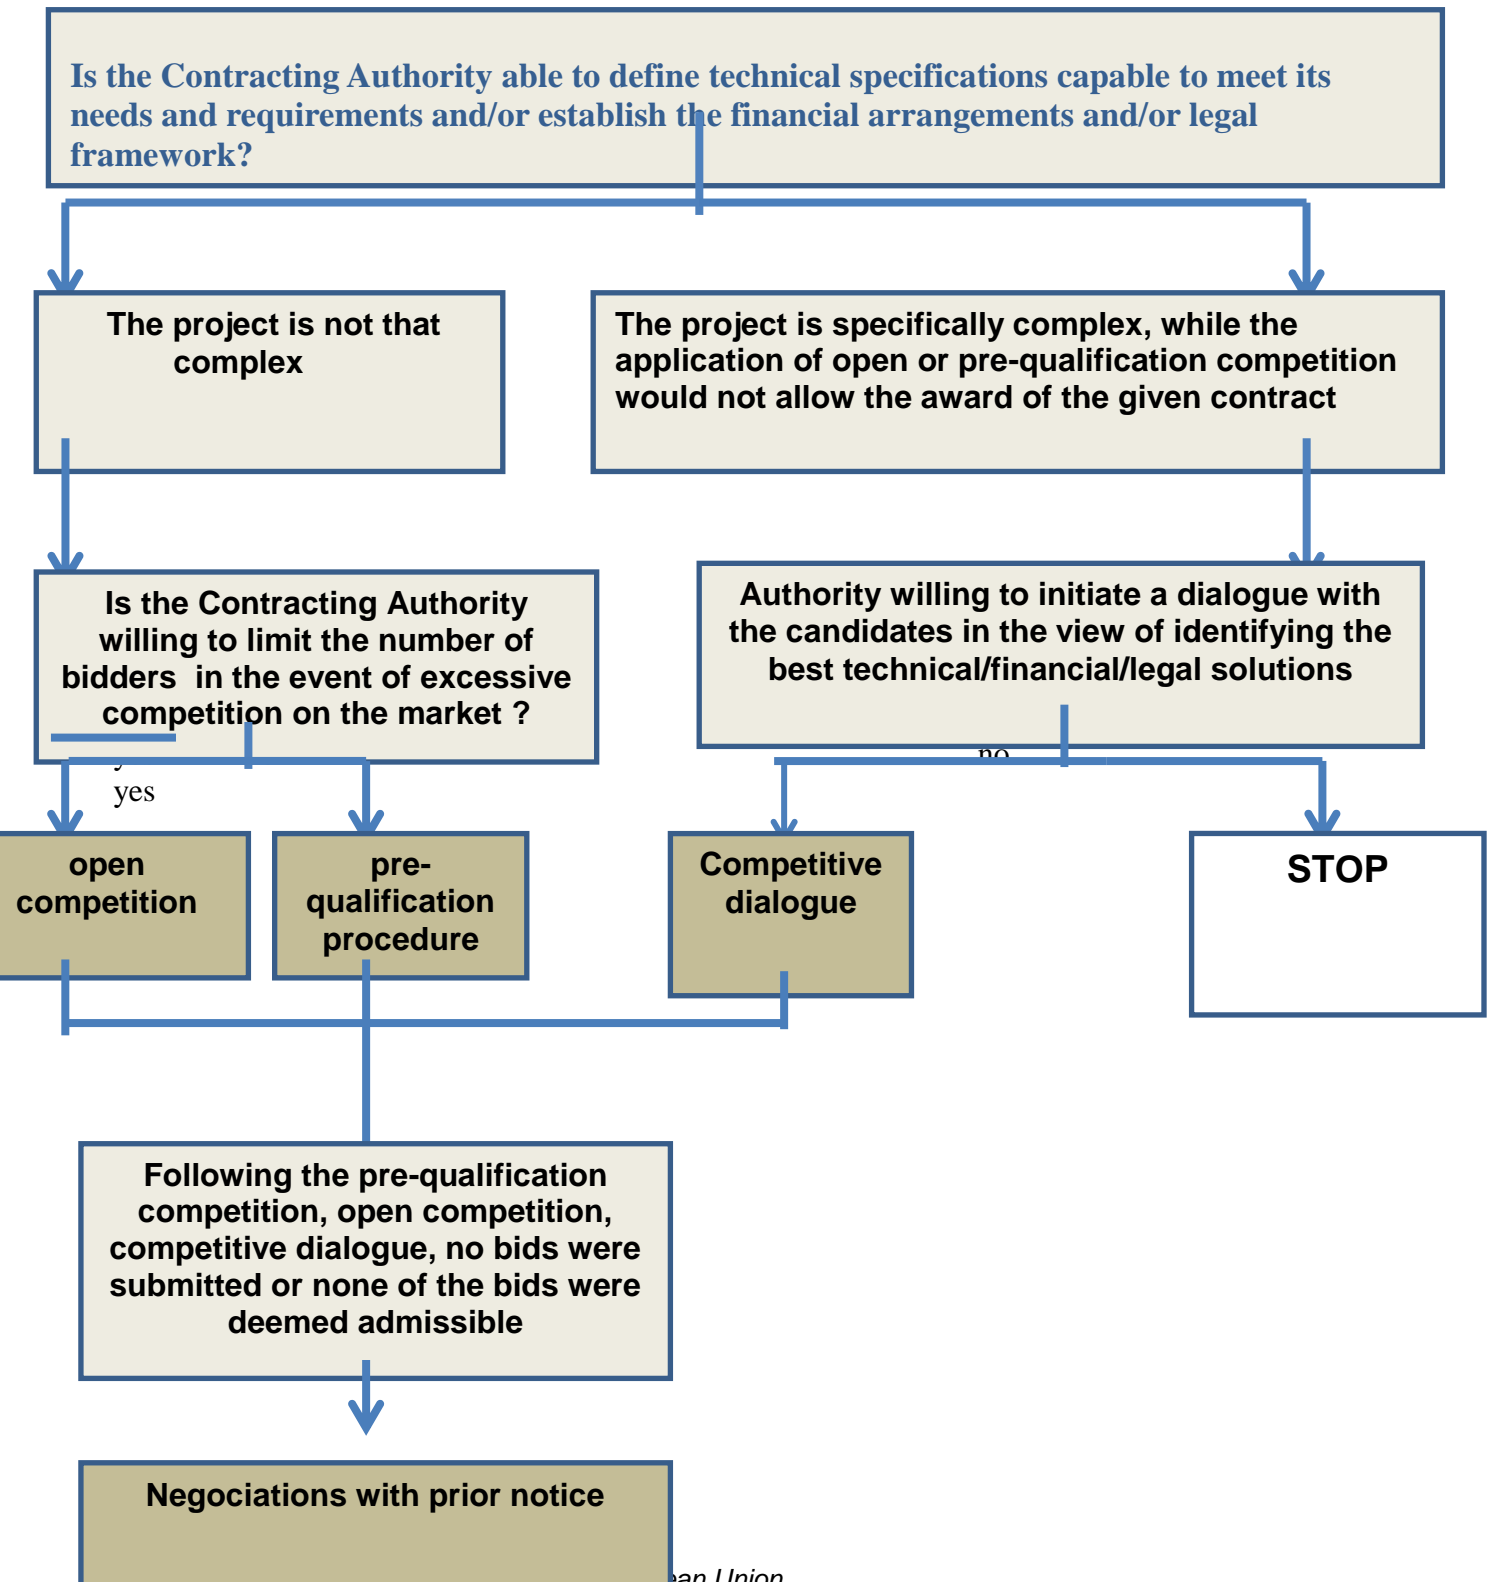 Is the Contracting Authority able to define technical specifications capable to meet its
needs and requirements and/or establish the financial arrangements and/or legal
framework?
The project is not that
complex
The project is specifically complex, while the
application of open or pre-qualification competition
would not allow the award of the given contract
Is the Contracting Authority
willing to limit the number of
bidders in the event of excessive
competition on the market ?
Authority willing to initiate a dialogue with
the candidates in the view of identifying the
best technical/financial/legal solutions
no
yes
open
competition
pre-
qualification
procedure
Competitive
dialogue
STOP
Following the pre-qualification
competition, open competition,
competitive dialogue, no bids were
submitted or none of the bids were
deemed admissible
Negociations with prior notice
Union